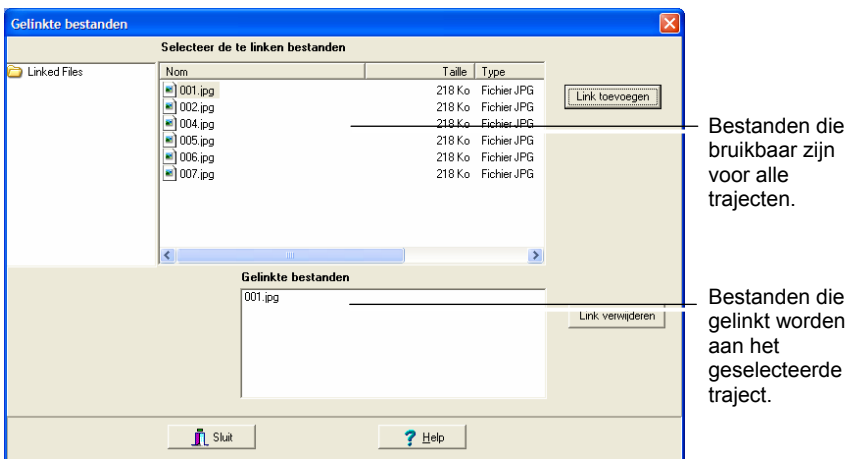 Gelinkte bestanden
Selecteer de te linken bestanden
Linked Files
Nom Taille Type
001.jpg 218 Ko Fichier JPG
002.jpg 218 Ko Fichier JPG
004.jpg 218 Ko Fichier JPG
005.jpg 218 Ko Fichier JPG
006.jpg 218 Ko Fichier JPG
007.jpg 218 Ko Fichier JPG
Link toevoegen
Bestanden die
bruikbaar zijn
voor alle
trajecten.
Gelinkte bestanden
001.jpg
Link verwijderen
Bestanden die
gelinkt worden
aan het
geselecteerde
traject.
Sluit
Help